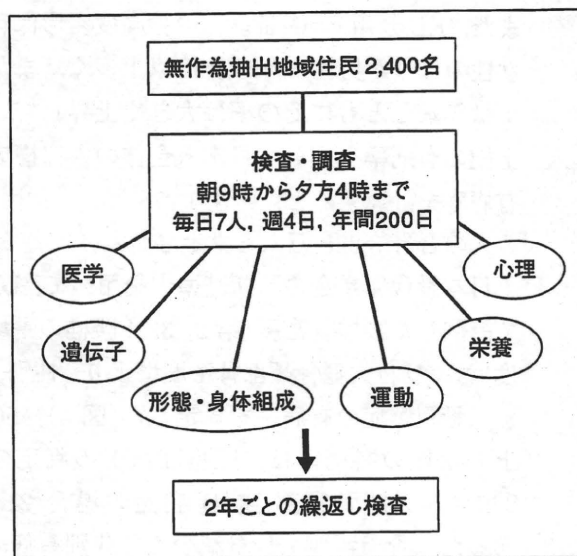 無作為抽出地域住民 2,400名
検査・調査
朝9時から夕方4時まで
毎日7人, 週4日, 年間200日
医学
心理
遺伝子
栄養
形態・身体組成
運動
2年ごとの繰返し検査